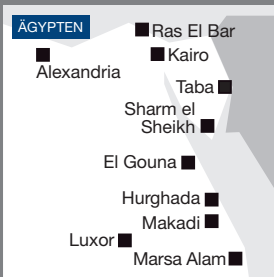 ÄGYPTEN
Ras El Bar
Alexandria
Kairo
Taba
Sharm el
Sheikh
El Gouna
Hurghada
Makadi
Luxor
Marsa Alam